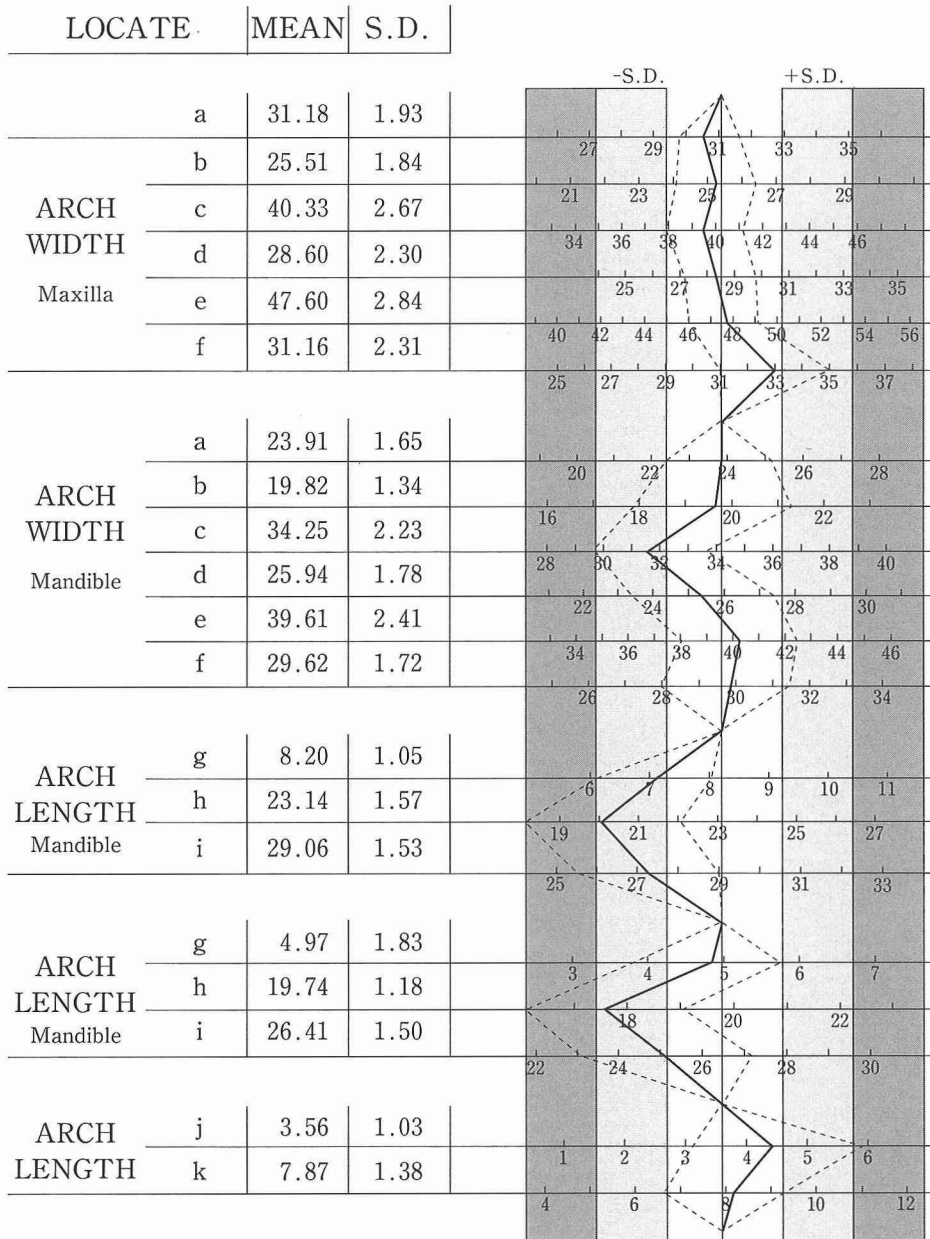 LOCATE MEAN S.D.
-S.D. +S.D.
a 31.18 1.93
27 29 31 33 35
b 25.51 1.84
21 23 25 27 29
ARCH
WIDTH
Maxilla
c 40.33 2.67
34 36 38 40 42 44 46
d 28.60 2.30
25 27 29 31 33 35
e 47.60 2.84
40 42 44 46 48 50 52 54 56
f 31.16 2.31
25 27 29 31 33 35 37
a 23.91 1.65
20 22 24 26 28
b 19.82 1.34
16 18 20 22
ARCH
WIDTH
Mandible
c 34.25 2.23
28 30 32 34 36 38 40
d 25.94 1.78
22 24 26 28 30
e 39.61 2.41
34 36 38 40 42 44 46
f 29.62 1.72
26 28 30 32 34
ARCH
LENGTH
Mandible
g 8.20 1.05
6 7 8 9 10 11
h 23.14 1.57
19 21 23 25 27
i 29.06 1.53
25 27 29 31 33
ARCH
LENGTH
Mandible
g 4.97 1.83
3 4 5 6 7
h 19.74 1.18
18 20 22
i 26.41 1.50
22 24 26 28 30
ARCH
LENGTH
j 3.56 1.03
1 2 3 4 5 6
k 7.87 1.38
4 6 8 10 12